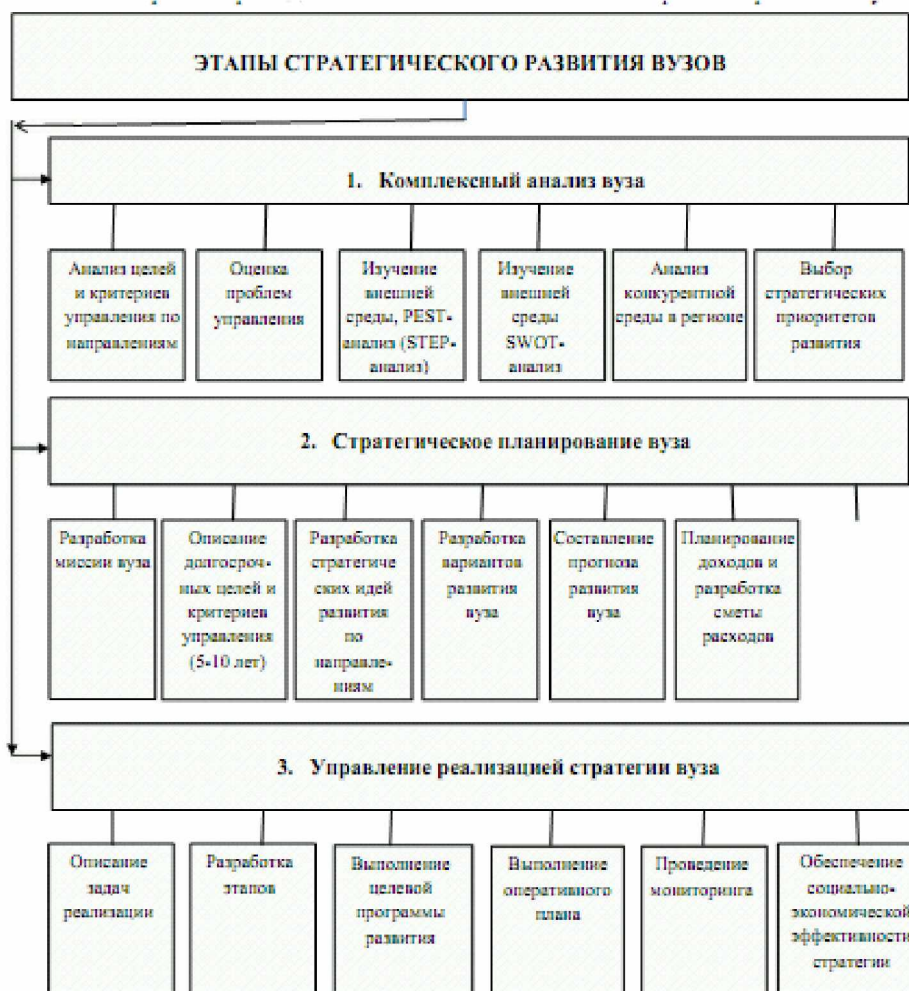 ЭТАПЫ СТРАТЕГИЧЕСКОГО РАЗВИТИЯ ВУЗОВ
1. Комплексный анализ вуза
Анализ целей
и критериев
управления по
направлениям
Оценка
проблем
управления
Изучение
внешней
среды, PEST-
анализ (STEP-
анализ)
Изучение
внешней
среды
SWOT-
анализ
Анализ
конкурентной
среды в регионе
Выбор
стратегических
приоритетов
развития
2. Стратегическое планирование вуза
Разработка
миссии вуза
Описание
долгосроч-
ных целей и
критериев
управления
(5-10 лет)
Разработка
стратегиче
ских идей
развития
по
направле-
ниям
Разработка
вариантов
развития
вуза
Составление
прогноза
развития
вуза
Планирование
доходов и
разработка
сметы
расходов
3. Управление реализацией стратегии вуза
Описание
задач
реализации
Разработка
этапов
Выполнение
целевой
программы
развития
Выполнение
оперативного
плана
Проведение
мониторинга
Обеспечение
социально-
экономической
эффективности
стратегии